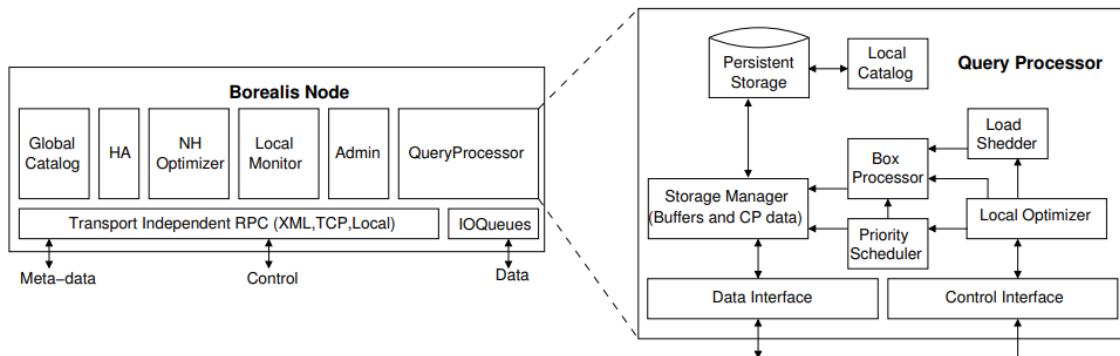 Borealis Node
Global
Catalog
HA
NH
Optimizer
Local
Monitor
Admin
QueryProcessor
Transport Independent RPC (XML,TCP,Local)
IOQueues
Meta−data
Control
Data
Query Processor
Persistent
Storage
Local
Catalog
Load
Shedder
Box
Processor
Storage Manager
(Buffers and CP data)
Local Optimizer
Priority
Scheduler
Data Interface
Control Interface